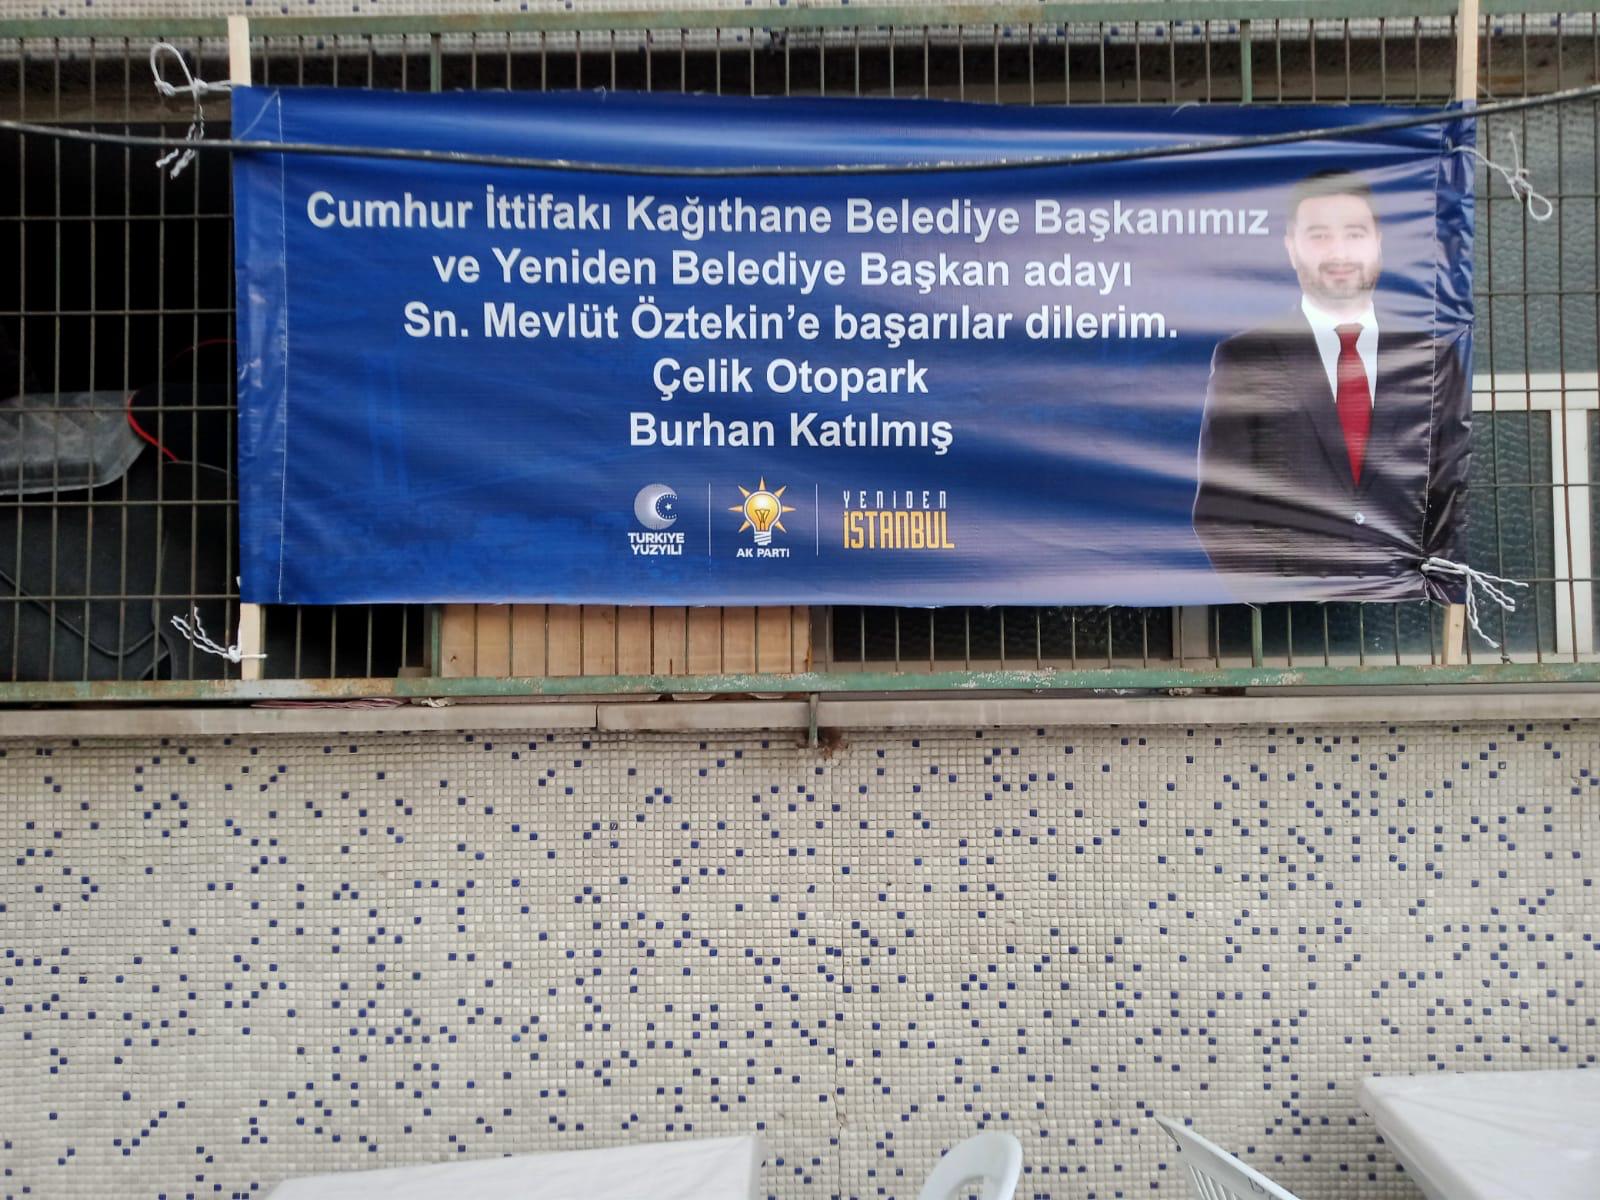 Cumhur İttifakı Kağıthane Belediye Başkanımız
ve Yeniden Belediye Başkan adayı
Sn. Mevlüt Öztekin'e başarılar dilerim.
Çelik Otopark
Burhan Katılmış
TÜRKİYE
YÜZYILI
AK PARTİ
YENİDEN
İSTANBUL